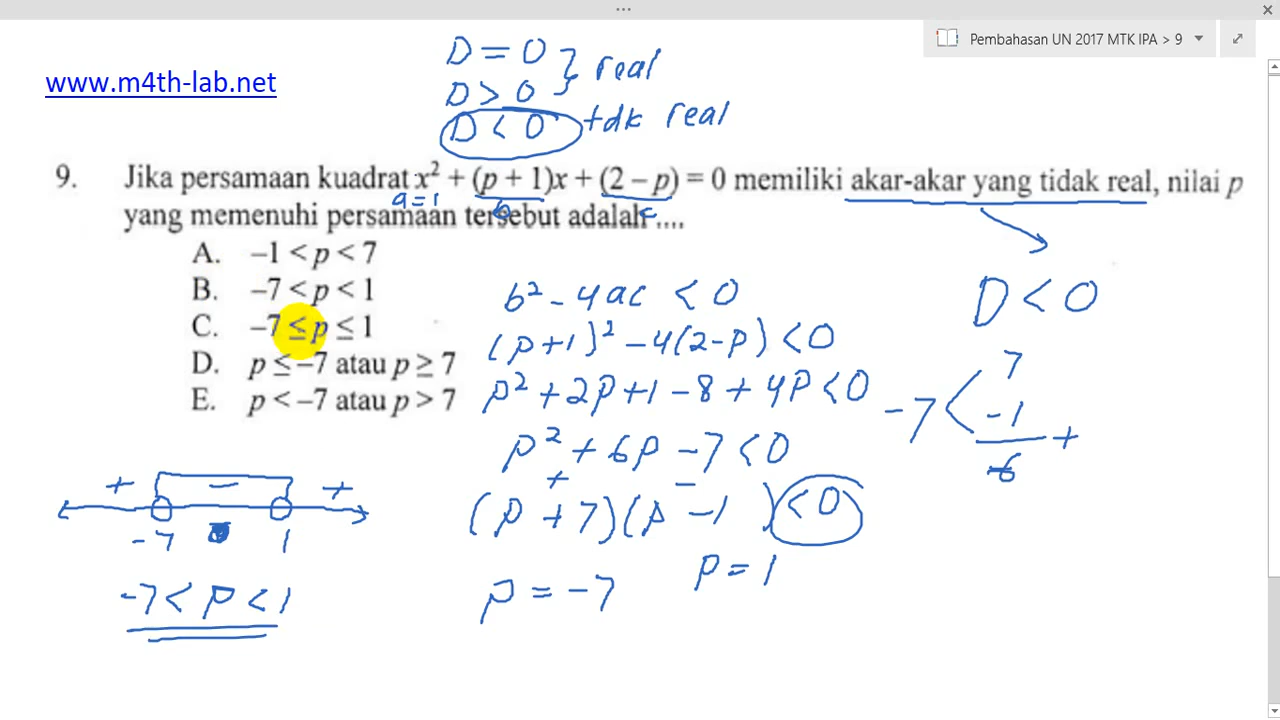 Pembahasan UN 2017 MTK IPA > 9
www.m4th-lab.net
D = 0
D > 0
} real
D < 0 tdk real
9. Jika persamaan kuadrat x² + (p + 1)x + (2 – p) = 0 memiliki akar-akar yang tidak real, nilai p
a=1 b c
yang memenuhi persamaan tersebut adalah ....
A. –1 < p < 7
B. –7 < p < 1
C. –7 ≤ p ≤ 1
D. p ≤ –7 atau p ≥ 7
E. p < –7 atau p > 7
D < 0
b² - 4ac < 0
(p+1)² - 4(2-p) < 0
p² + 2p + 1 - 8 + 4p < 0
p² + 6p - 7 < 0
+ -
(p + 7)(p - 1) < 0
p = -7 p = 1
-7 < 7
-1
+
6
+ - +
-7 1
-7 < p < 1